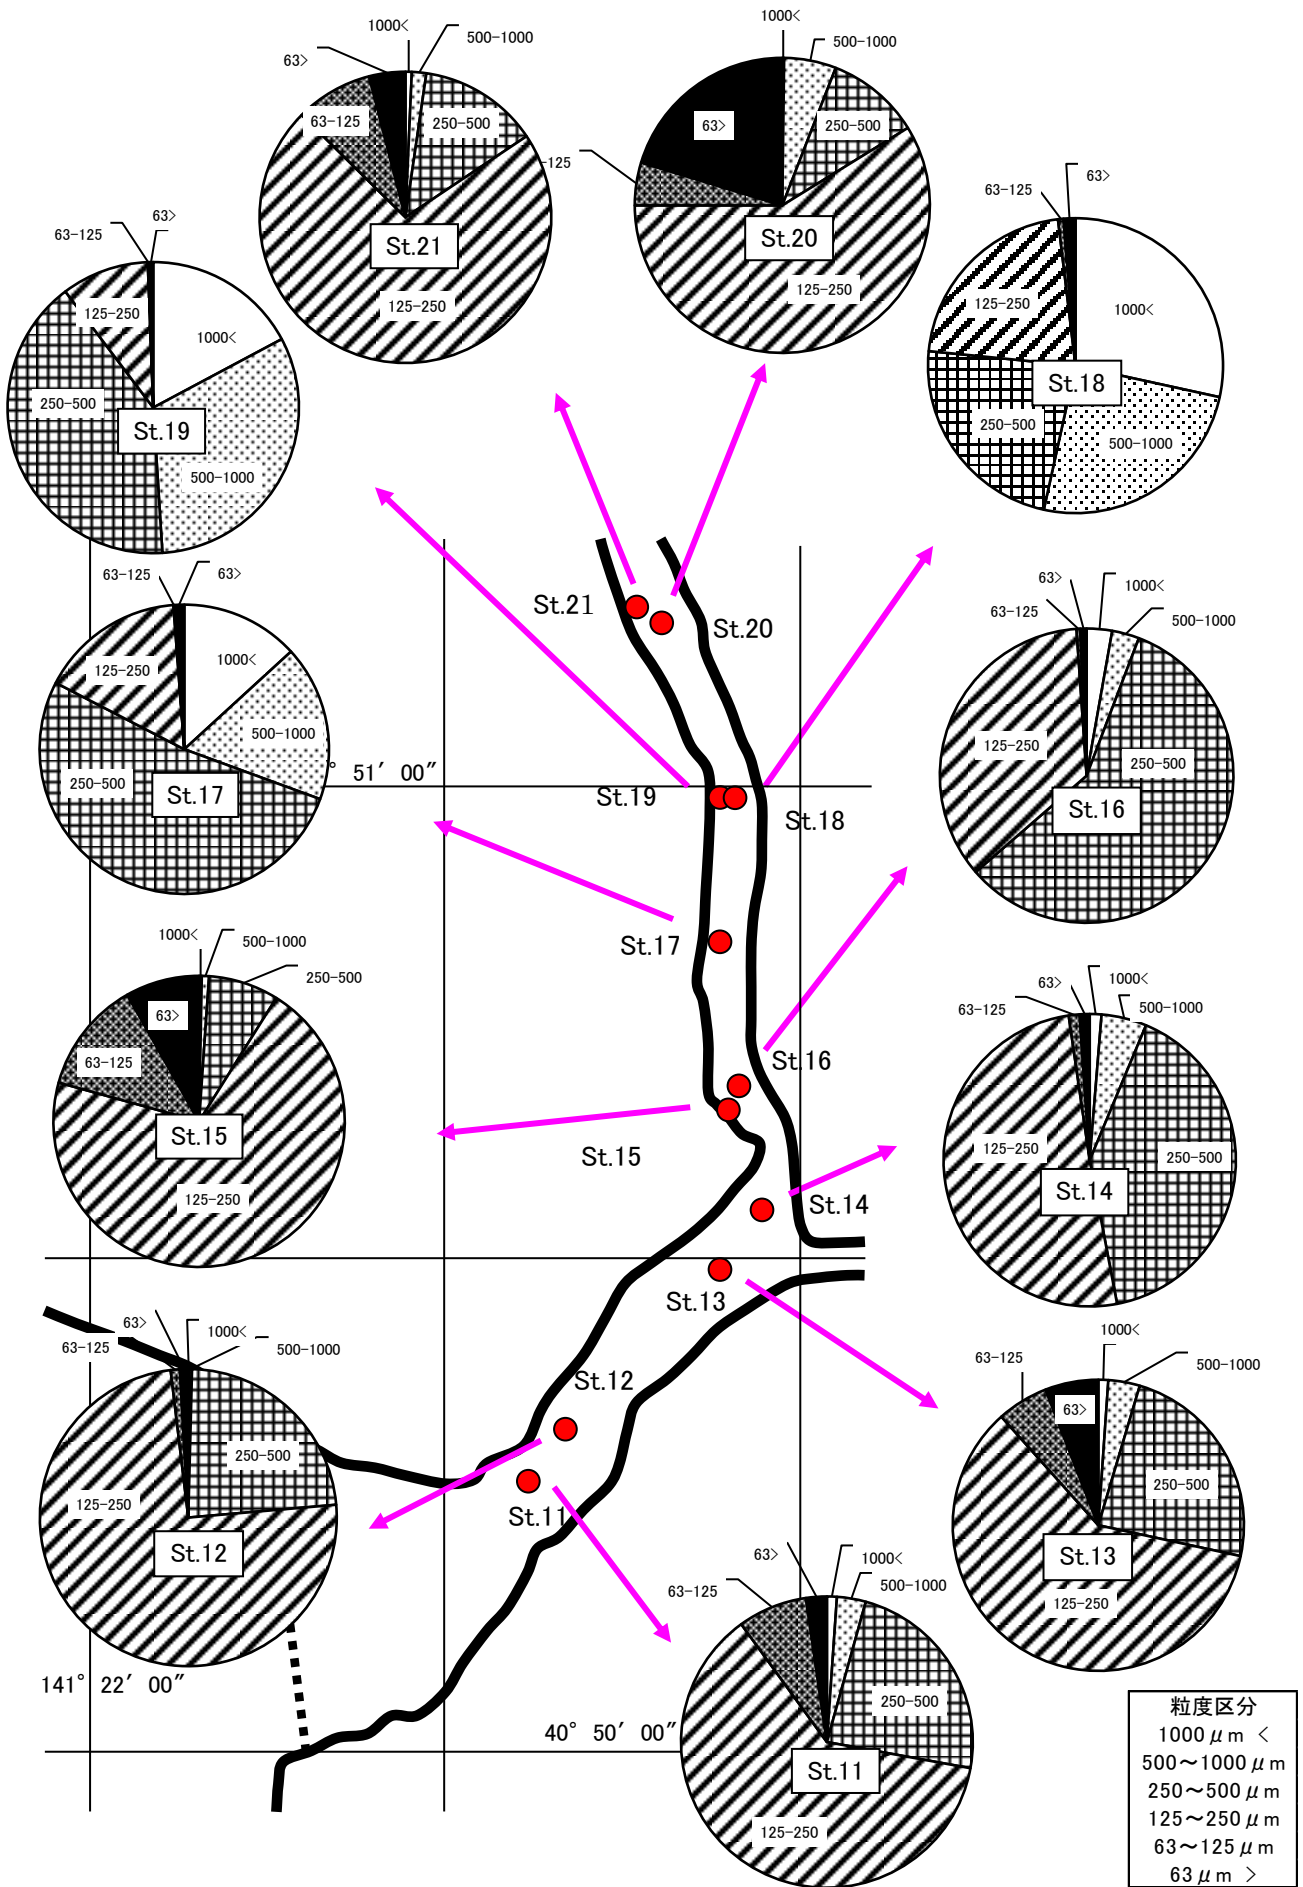 1000<
500-1000
63>
63-125
250-500
St.21
125-250
1000<
500-1000
63>
250-500
-125
St.20
125-250
63-125
63>
125-250
1000<
St.18
250-500
500-1000
63-125
63>
125-250
1000<
250-500
St.19
500-1000
St.21
St.20
63-125
63>
1000<
125-250
500-1000
250-500
St.17
° 51′ 00″
St.19
St.18
63>
1000<
63-125
500-1000
125-250
250-500
St.16
St.17
1000<
500-1000
250-500
63>
63-125
St.15
125-250
St.16
St.15
63>
1000<
63-125
500-1000
125-250
250-500
St.14
St.14
St.13
63>
1000<
63-125
500-1000
250-500
125-250
St.12
St.12
St.11
1000<
63-125
500-1000
63>
250-500
St.13
125-250
63>
1000<
63-125
500-1000
250-500
St.11
125-250
141° 22′ 00″
40° 50′ 00″
粒度区分
1000μm <
500～1000μm
250～500μm
125～250μm
63～125μm
63μm >